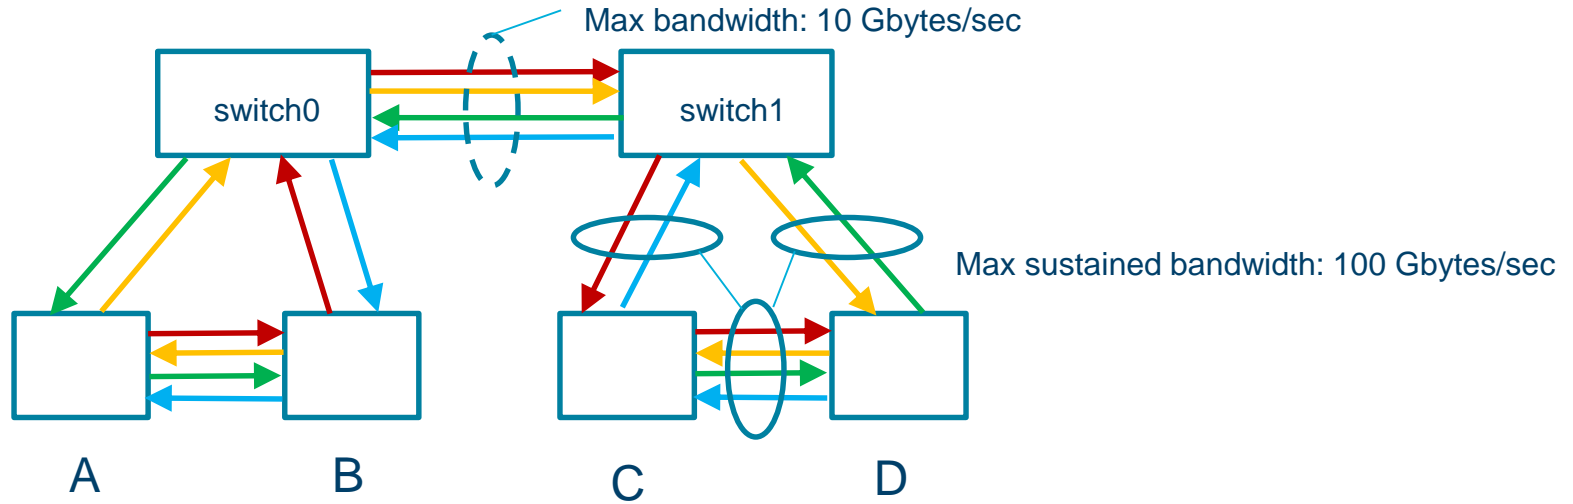 Max bandwidth: 10 Gbytes/sec
switch0
switch1
Max sustained bandwidth: 100 Gbytes/sec
A
B
C
D